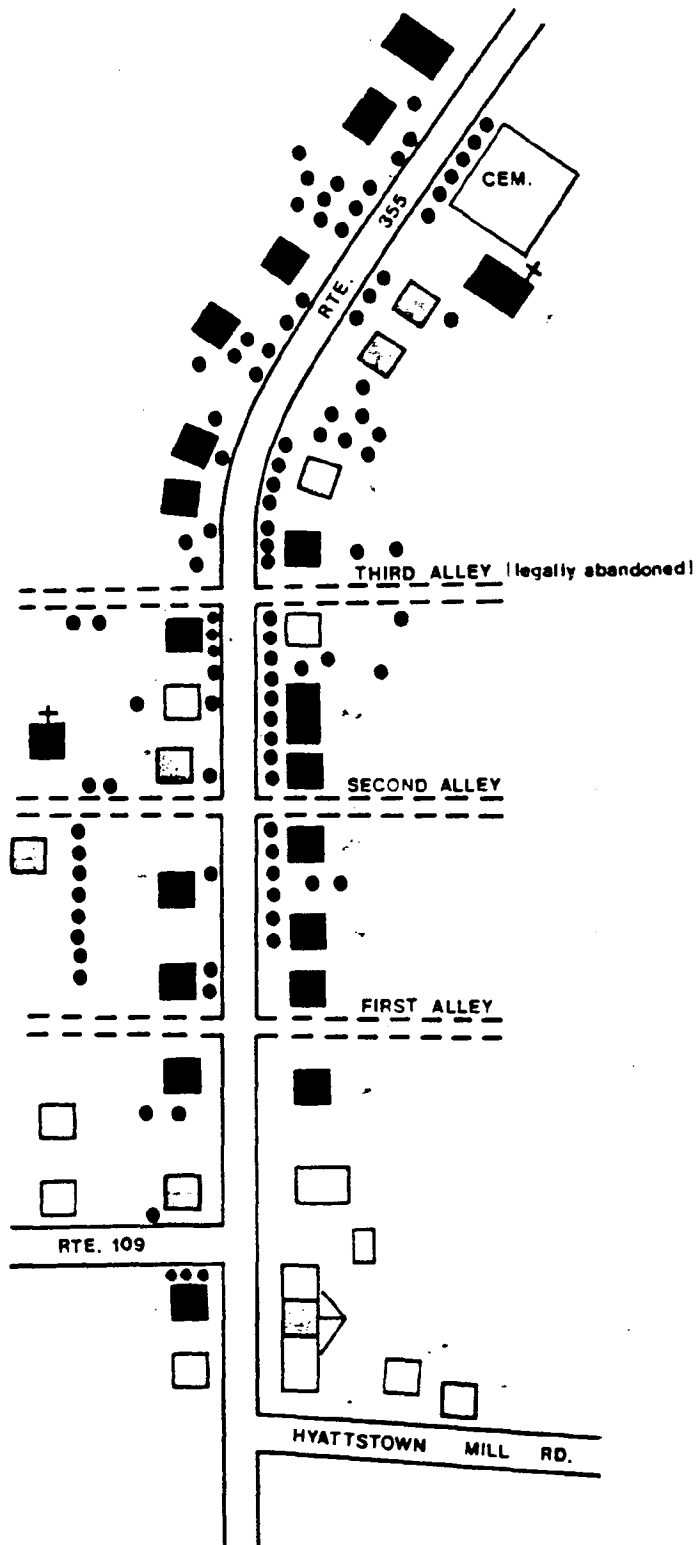 CEM.
RTE. 355
THIRD ALLEY [legally abandoned]
SECOND ALLEY
FIRST ALLEY
RTE. 109
HYATTSTOWN MILL RD.